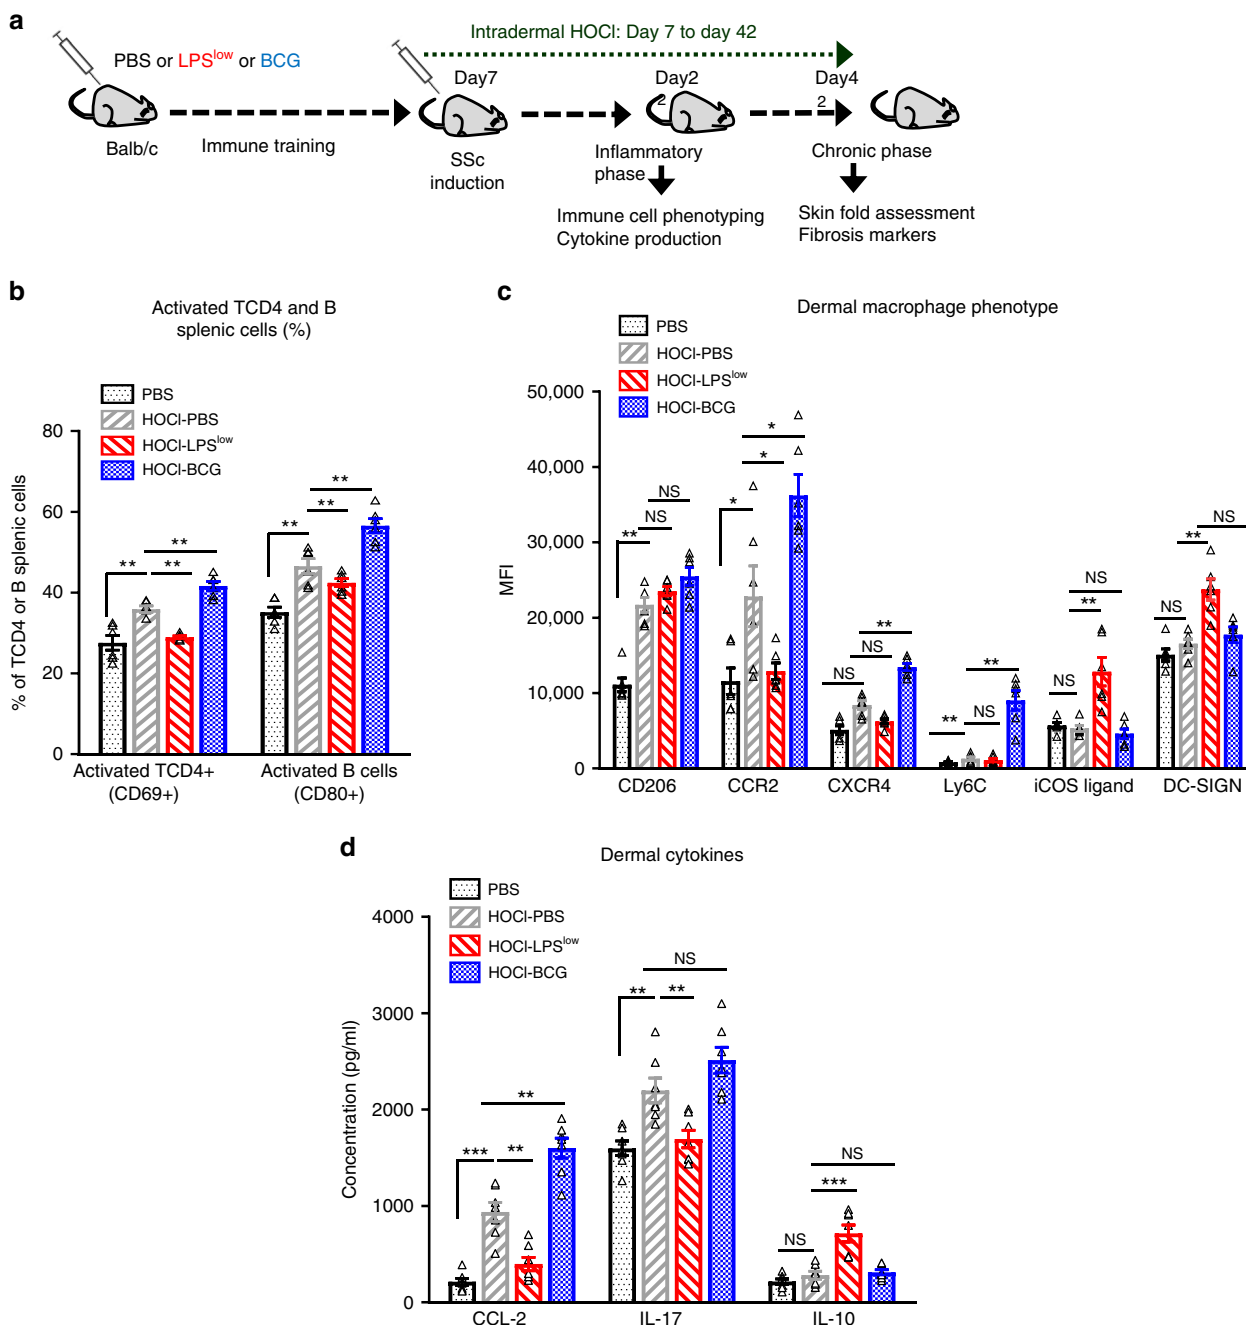 a
Intradermal HOCl: Day 7 to day 42
PBS or LPSlow or BCG
Day7
Day2
2
Day4
2
Balb/c
Immune training
SSc
induction
Inflammatory
phase
Chronic phase
Immune cell phenotyping
Cytokine production
Skin fold assessment
Fibrosis markers
b
Activated TCD4 and B
splenic cells (%)
PBS
HOCl-PBS
HOCl-LPSlow
HOCl-BCG
% of TCD4 or B splenic cells
80
60
40
20
0
** ** **
** ** **
Activated TCD4+
(CD69+)
Activated B cells
(CD80+)
c
Dermal macrophage phenotype
PBS
HOCl-PBS
HOCl-LPSlow
HOCl-BCG
MFI
50,000
40,000
30,000
20,000
10,000
0
** NS NS
* * *
NS NS **
** NS **
NS ** NS
NS ** NS
CD206 CCR2 CXCR4 Ly6C iCOS ligand DC-SIGN
d
Dermal cytokines
PBS
HOCl-PBS
HOCl-LPSlow
HOCl-BCG
Concentration (pg/ml)
4000
3000
2000
1000
0
*** ** **
** ** NS
NS *** NS
CCL-2 IL-17 IL-10